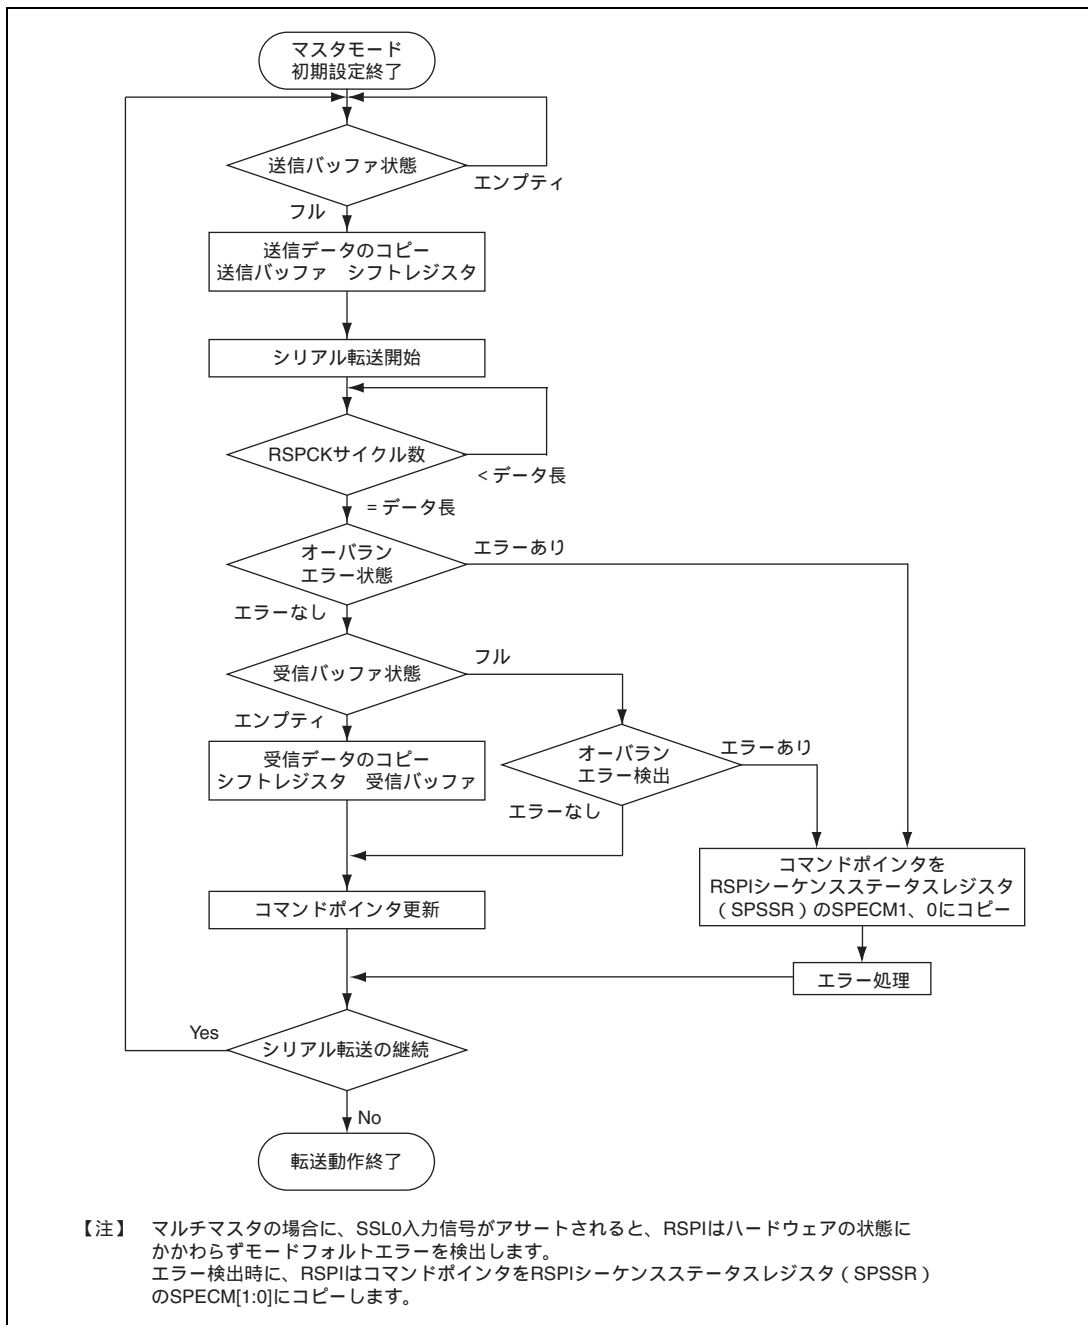 マスタモード
初期設定終了
送信バッファ状態
エンプティ
フル
送信データのコピー
送信バッファ　シフトレジスタ
シリアル転送開始
RSPCKサイクル数
< データ長
= データ長
オーバラン
エラー状態
エラーあり
エラーなし
受信バッファ状態
フル
エンプティ
受信データのコピー
シフトレジスタ　受信バッファ
オーバラン
エラー検出
エラーあり
エラーなし
コマンドポインタを
RSPIシーケンスステータスレジスタ
（SPSSR）のSPECM1、0にコピー
コマンドポインタ更新
エラー処理
Yes
シリアル転送の継続
No
転送動作終了
【注】 マルチマスタの場合に、SSL0入力信号がアサートされると、RSPIはハードウェアの状態に
かかわらずモードフォルトエラーを検出します。
エラー検出時に、RSPIはコマンドポインタをRSPIシーケンスステータスレジスタ（SPSSR）
のSPECM[1:0]にコピーします。